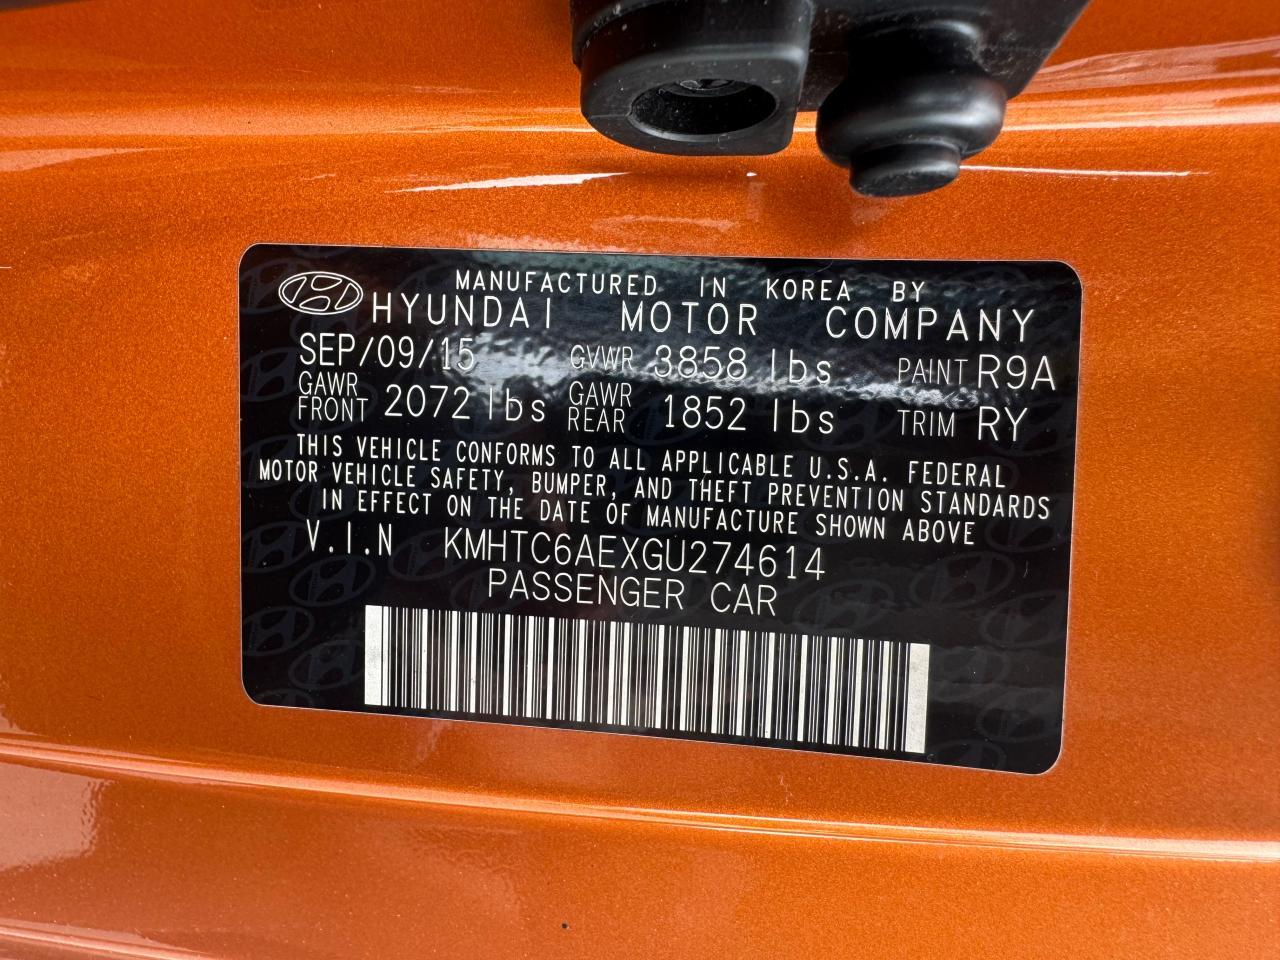 MANUFACTURED IN KOREA BY
HYUNDAI MOTOR COMPANY
SEP/09/15 GVWR 3858 lbs PAINT R9A
GAWR FRONT 2072 lbs GAWR REAR 1852 lbs TRIM RY
THIS VEHICLE CONFORMS TO ALL APPLICABLE U.S.A. FEDERAL
MOTOR VEHICLE SAFETY, BUMPER, AND THEFT PREVENTION STANDARDS
IN EFFECT ON THE DATE OF MANUFACTURE SHOWN ABOVE
V.I.N KMHTC6AEXGU274614
PASSENGER CAR